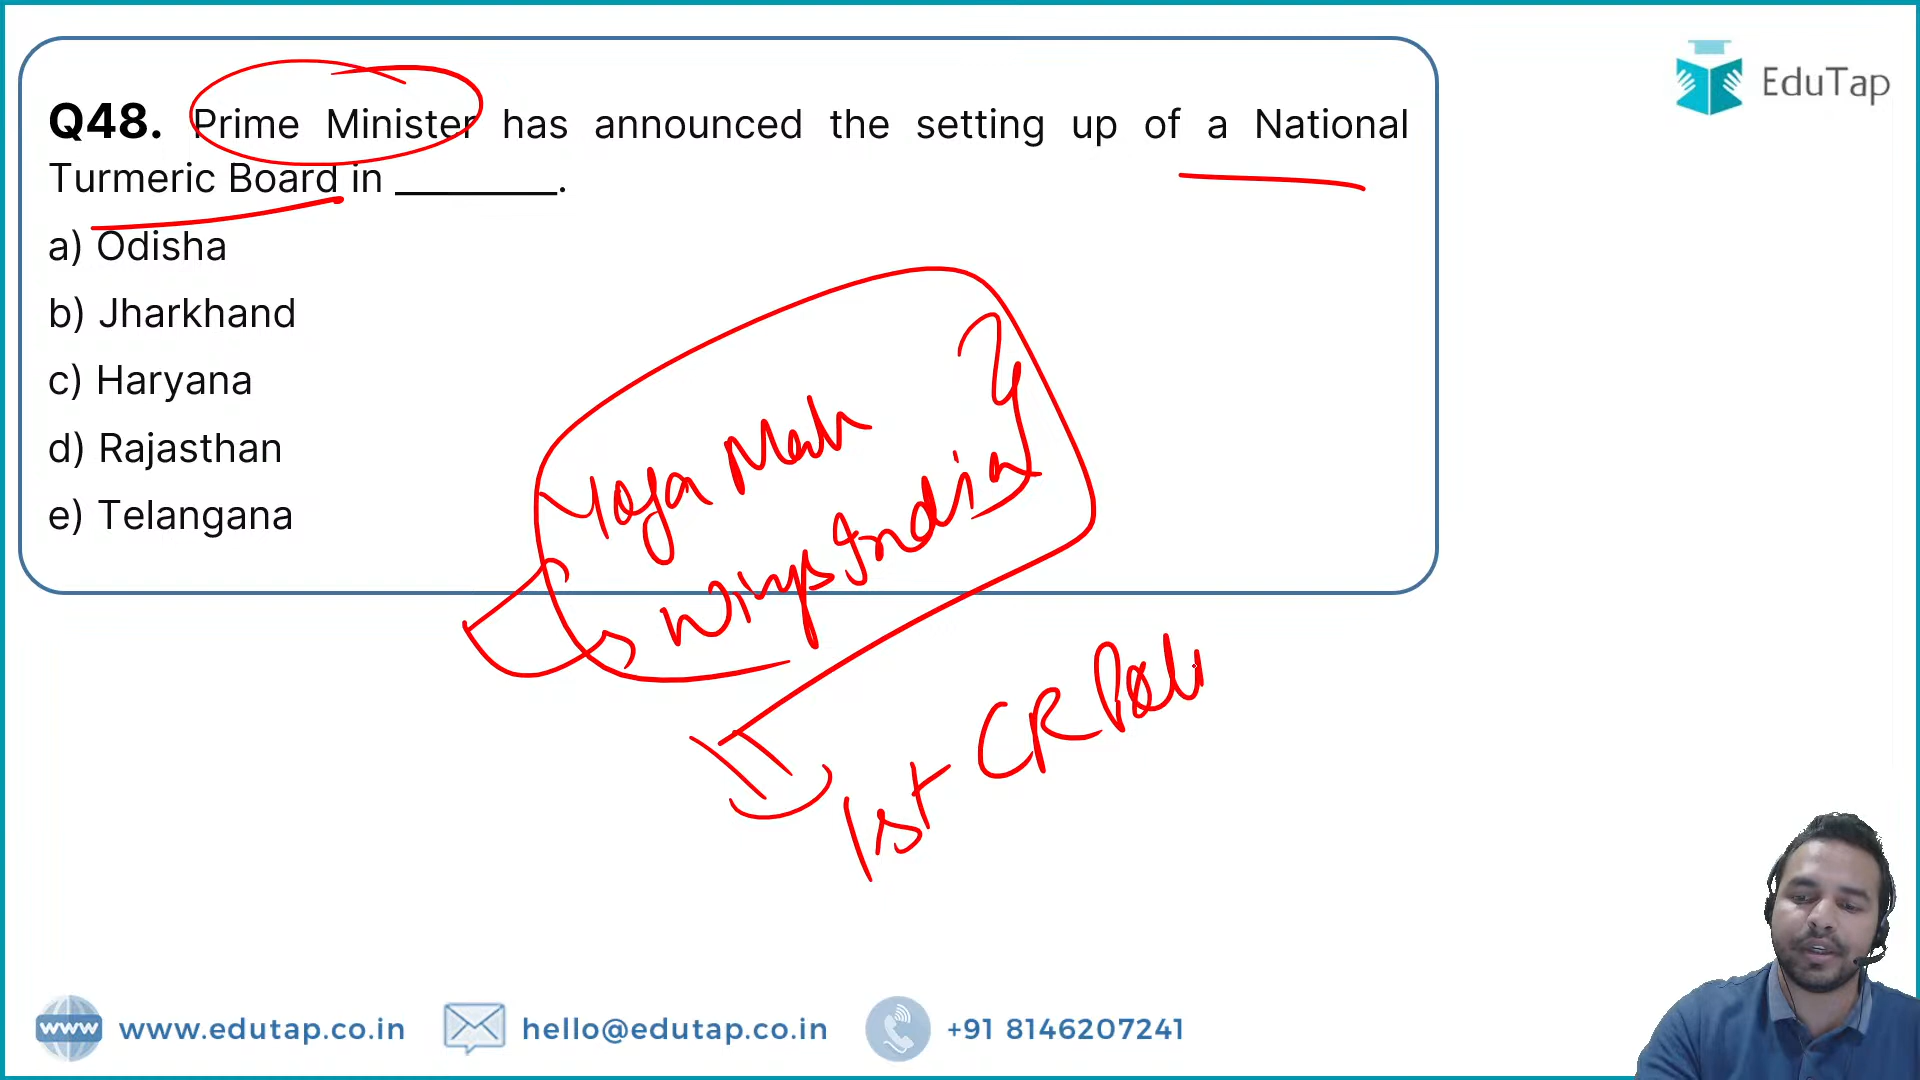 EduTap
Q48. Prime Minister has announced the setting up of a National
Turmeric Board in ________.
a) Odisha
b) Jharkhand
c) Haryana
d) Rajasthan
e) Telangana
Yoga Mah
Wings India
1st CR
www.edutap.co.in
hello@edutap.co.in
+91 8146207241